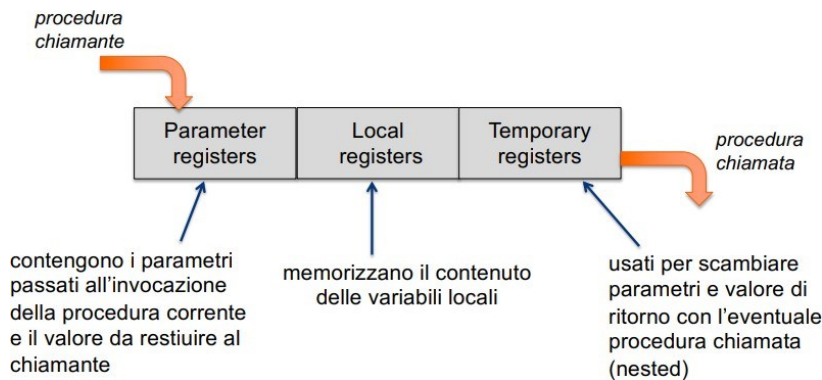 procedura
chiamante
Parameter
registers
Local
registers
Temporary
registers
procedura
chiamata
contengono i parametri
passati all’invocazione
della procedura corrente
e il valore da restiuire al
chiamante
memorizzano il contenuto
delle variabili locali
usati per scambiare
parametri e valore di
ritorno con l’eventuale
procedura chiamata
(nested)